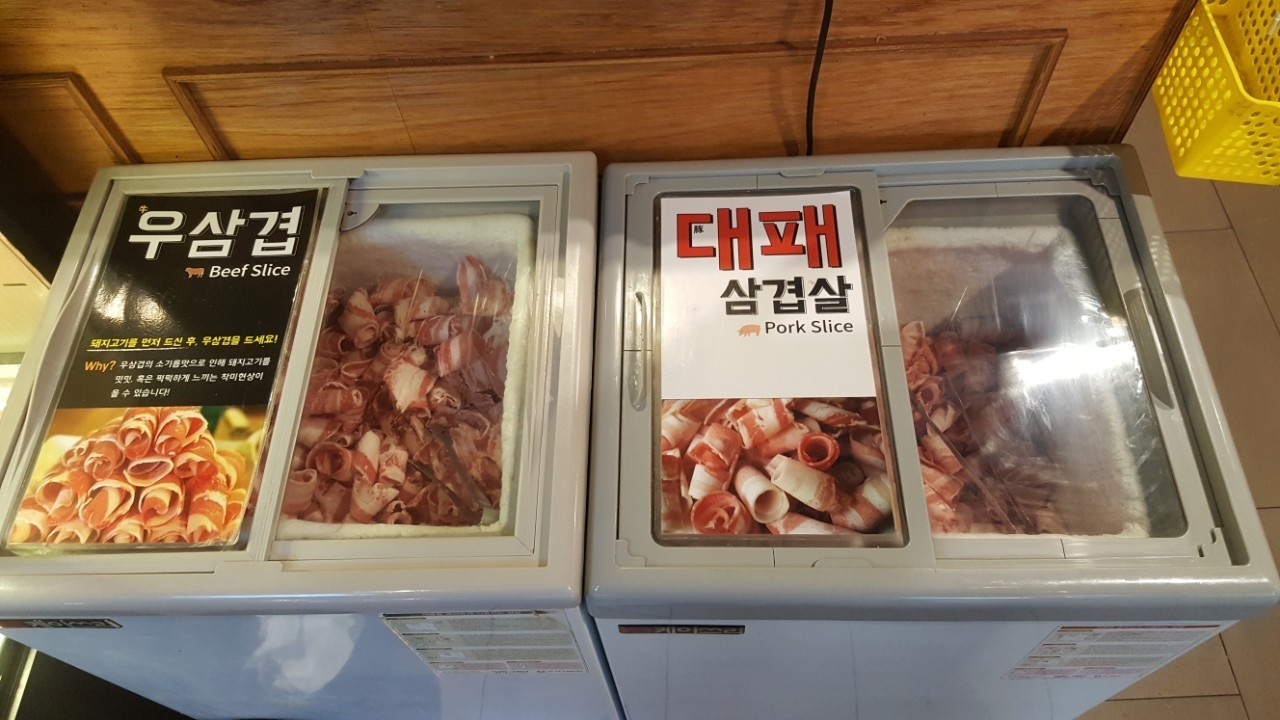 牛
우삼겹
Beef Slice
돼지고기를 먼저 드신 후, 우삼겹을 드세요!
Why? 우삼겹의 소기름맛으로 인해 돼지고기를
맛밋, 혹은 퍽퍽하게 느끼는 착미현상이
올 수 있습니다!
豚
대패
삼겹살
Pork Slice